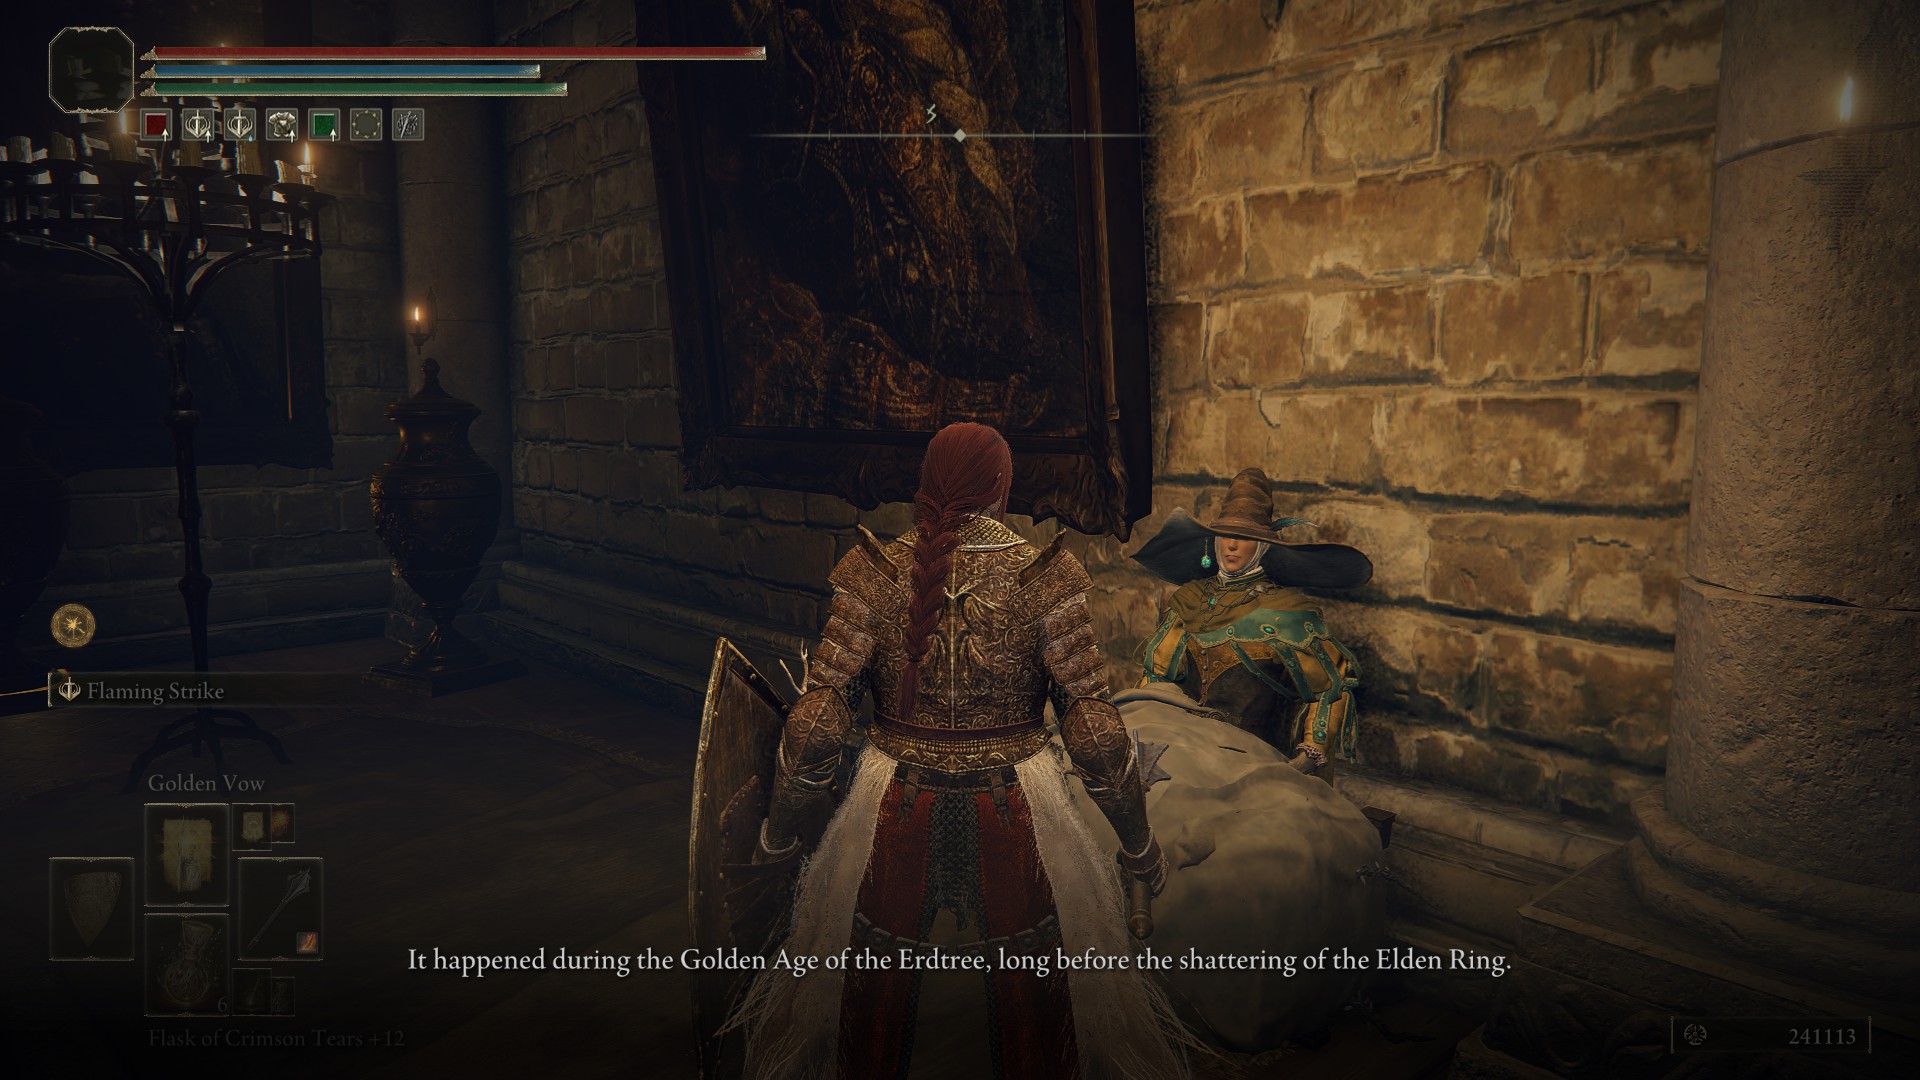 Flaming Strike
Golden Vow
6
Flask of Crimson Tears +12
It happened during the Golden Age of the Erdtree, long before the shattering of the Elden Ring.
241113